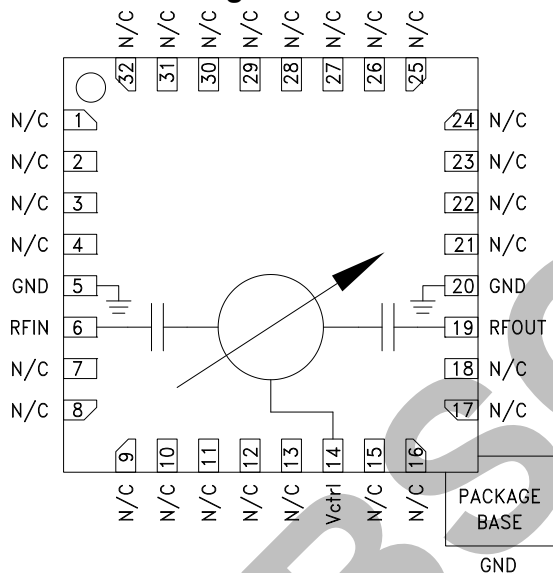 N/C N/C N/C N/C N/C N/C N/C N/C
32 31 30 29 28 27 26 25
N/C 1 24 N/C
N/C 2 23 N/C
N/C 3 22 N/C
N/C 4 21 N/C
GND 5 20 GND
RFIN 6 19 RFOUT
N/C 7 18 N/C
N/C 8 17 N/C
9 10 11 12 13 14 15 16
N/C N/C N/C N/C N/C Vctrl N/C N/C
PACKAGE
BASE
GND
BS